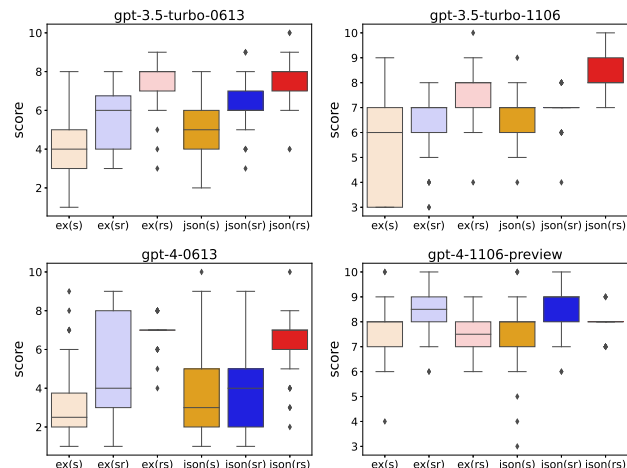 gpt-3.5-turbo-0613
10
8
6
4
2
score
ex(s) ex(sr) ex(rs) json(s) json(sr) json(rs)
gpt-3.5-turbo-1106
10
9
8
7
6
5
4
3
score
ex(s) ex(sr) ex(rs) json(s) json(sr) json(rs)
gpt-4-0613
10
8
6
4
2
score
ex(s) ex(sr) ex(rs) json(s) json(sr) json(rs)
gpt-4-1106-preview
10
9
8
7
6
5
4
3
score
ex(s) ex(sr) ex(rs) json(s) json(sr) json(rs)